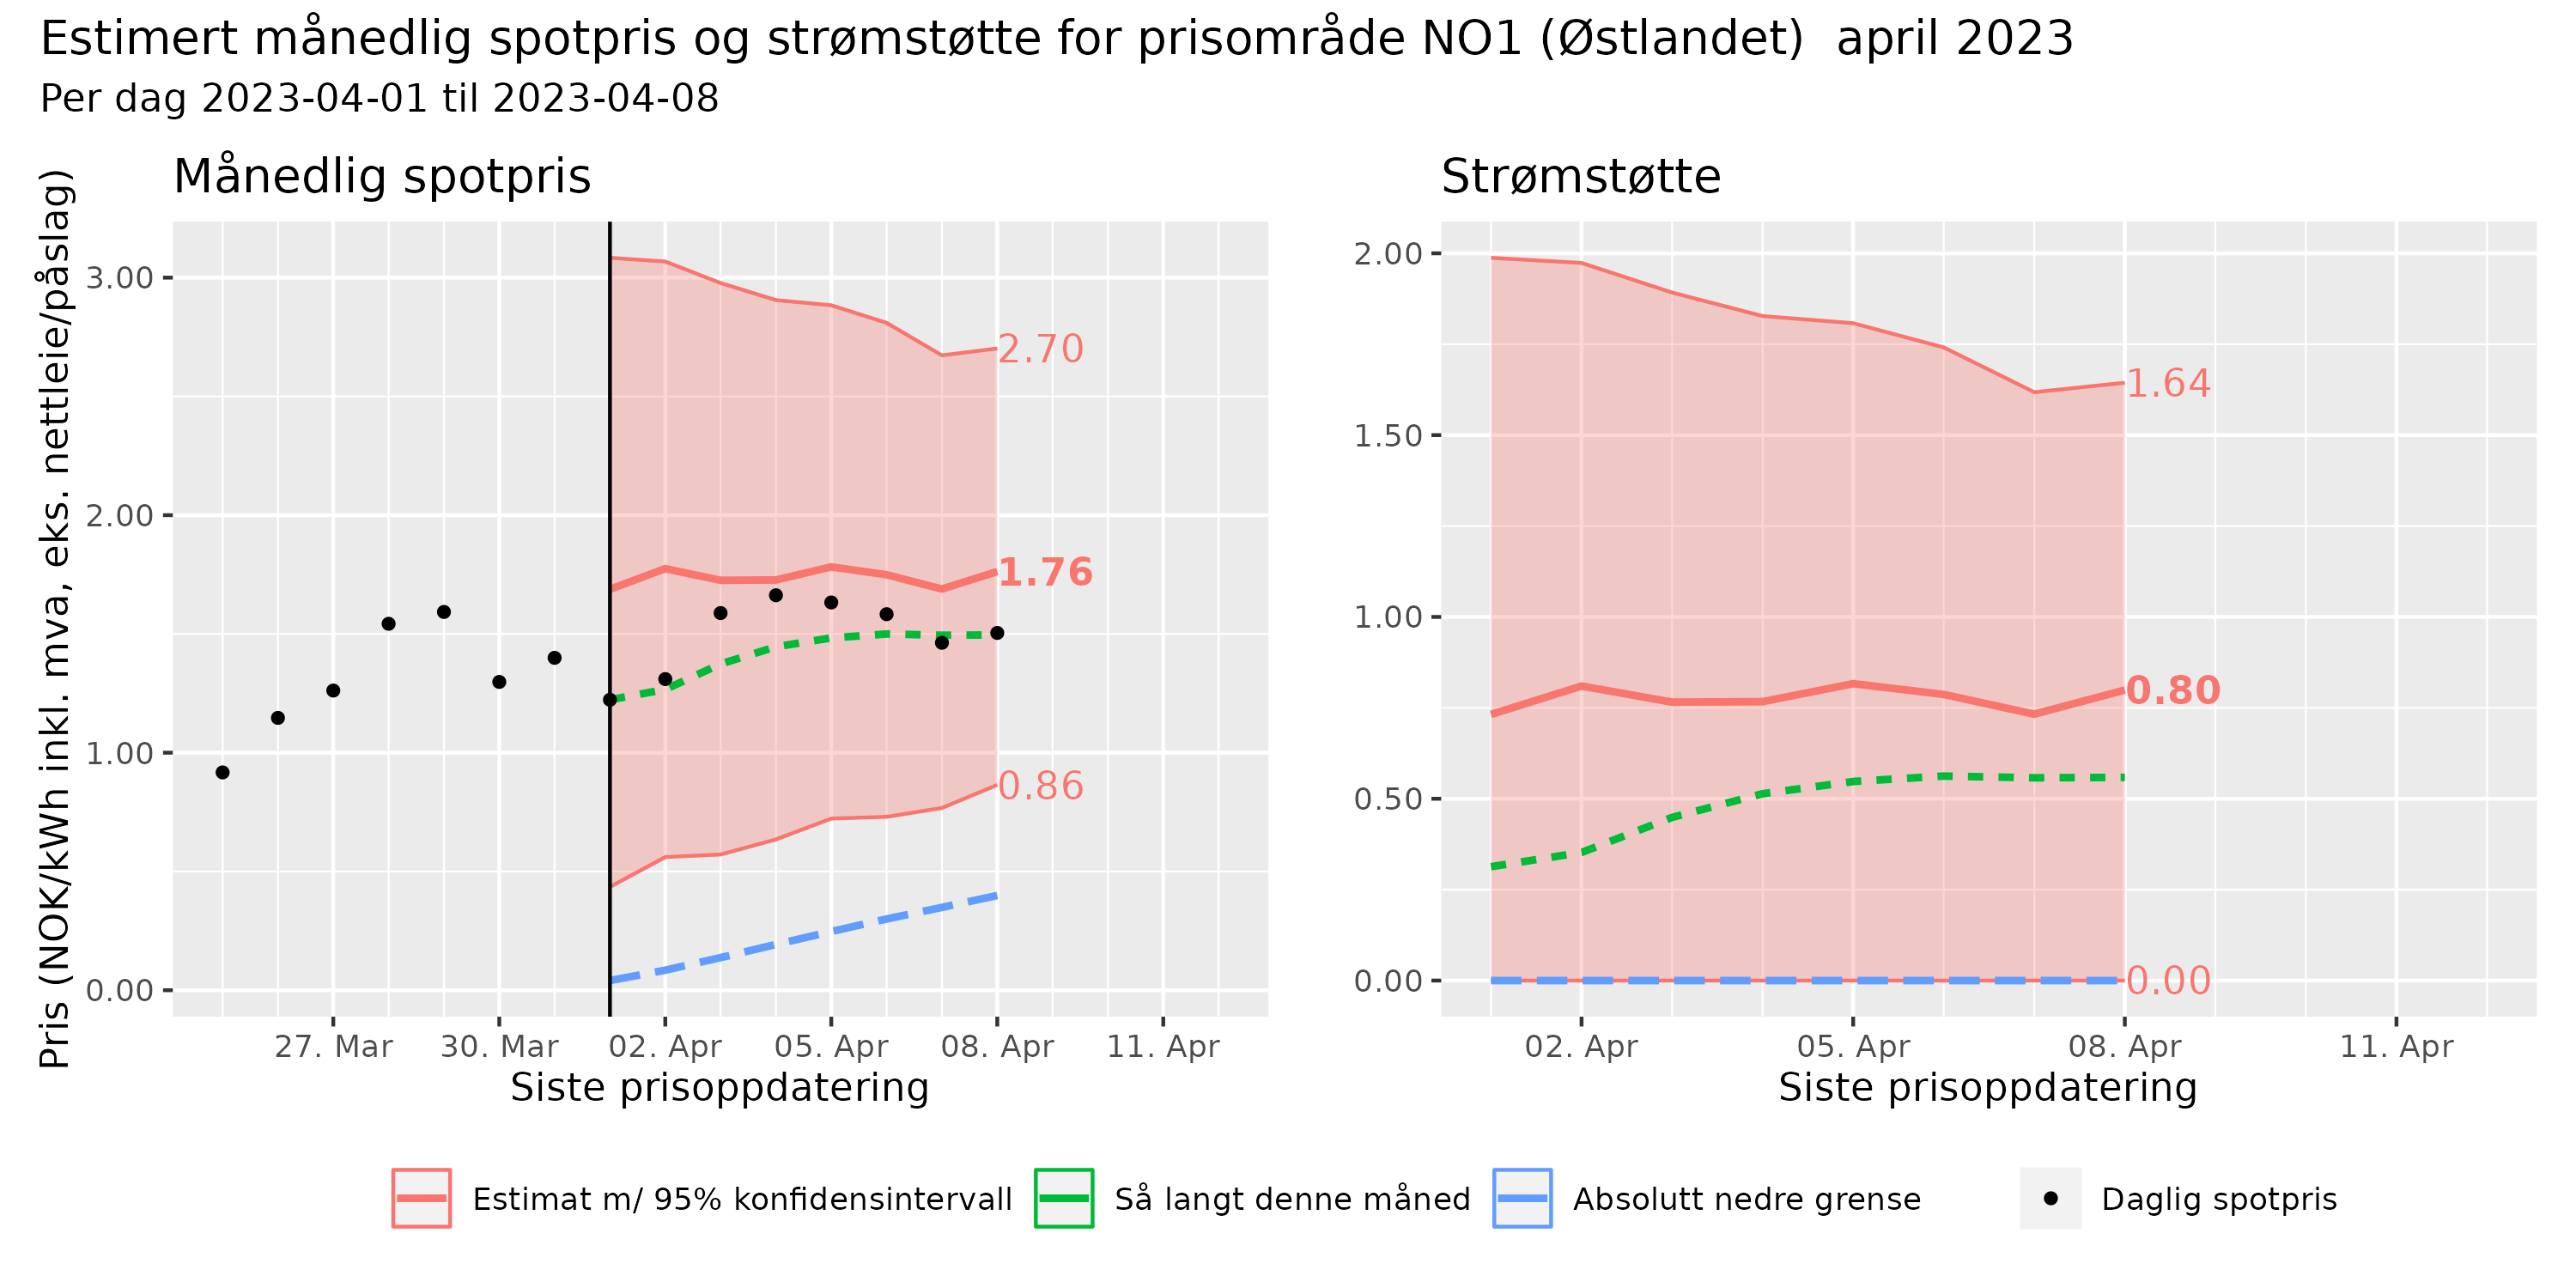 Estimert månedlig spotpris og strømstøtte for prisområde NO1 (Østlandet)  april 2023
Per dag 2023-04-01 til 2023-04-08
Månedlig spotpris
Pris (NOK/kWh inkl. mva, eks. nettleie/påslag)
3.00
2.00
1.00
0.00
2.70
1.76
0.86
27. Mar
30. Mar
02. Apr
05. Apr
08. Apr
11. Apr
Siste prisoppdatering
Strømstøtte
2.00
1.50
1.00
0.50
0.00
1.64
0.80
0.00
02. Apr
05. Apr
08. Apr
11. Apr
Siste prisoppdatering
Estimat m/ 95% konfidensintervall
Så langt denne måned
Absolutt nedre grense
Daglig spotpris